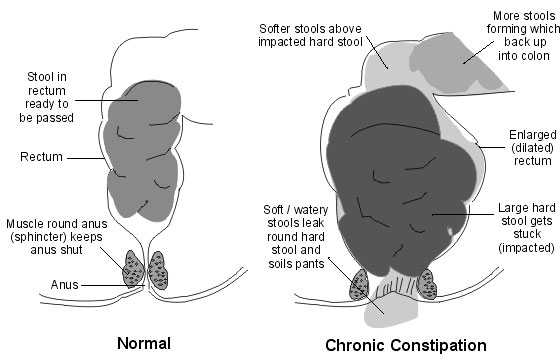 Stool in
rectum
ready to
be passed
Rectum
Muscle round anus
(sphincter) keeps
anus shut
Anus
Normal
Softer stools above
impacted hard stool
More stools
forming which
back up
into colon
Enlarged
(dilated)
rectum
Soft / watery
stools leak
round hard
stool and
soils pants
Large hard
stool gets
stuck
(impacted)
Chronic Constipation